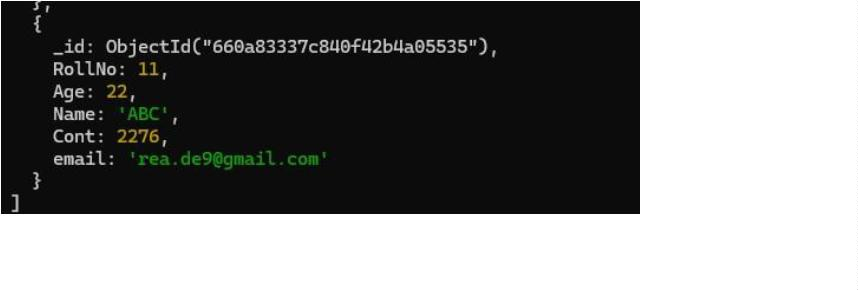 },
{
_id: ObjectId("660a83337c840f42b4a05535"),
RollNo: 11,
Age: 22,
Name: 'ABC',
Cont: 2276,
email: 'rea.de9@gmail.com'
}
]